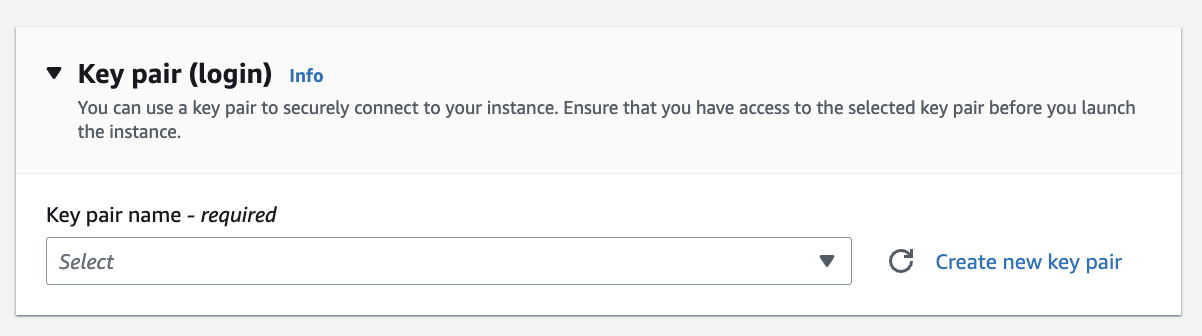 Key pair (login) Info
You can use a key pair to securely connect to your instance. Ensure that you have access to the selected key pair before you launch
the instance.
Key pair name - required
Select
Create new key pair